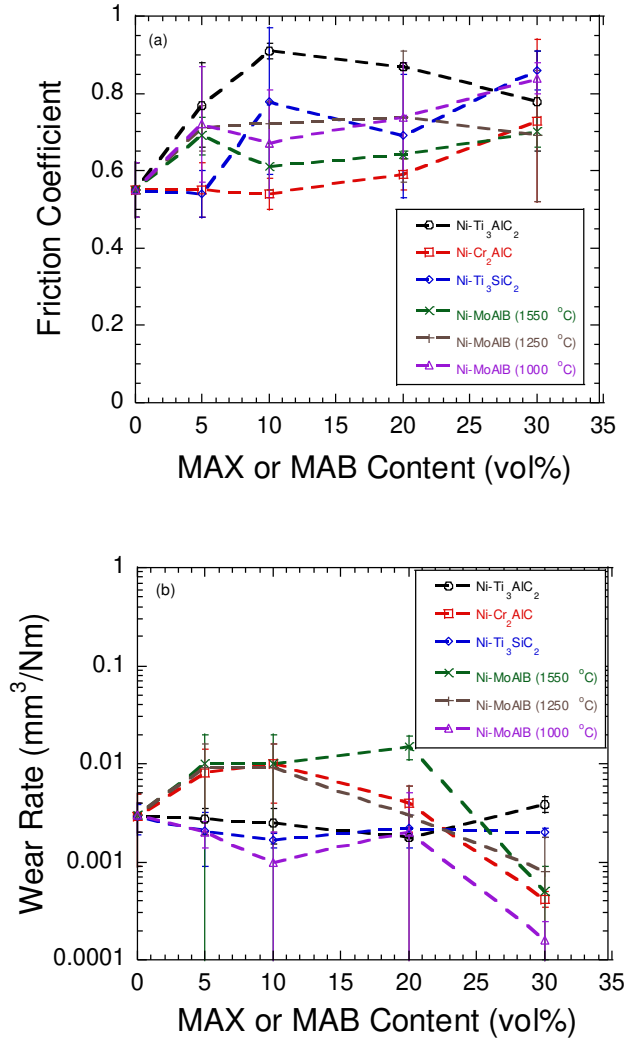 (a)
1
0.8
0.6
0.4
0.2
0
Friction Coefficient
Ni-Ti3AlC2
Ni-Cr2AlC
Ni-Ti3SiC2
Ni-MoAlB (1550 °C)
Ni-MoAlB (1250 °C)
Ni-MoAlB (1000 °C)
0 5 10 15 20 25 30 35
MAX or MAB Content (vol%)
(b)
1
0.1
0.01
0.001
0.0001
Wear Rate (mm³/Nm)
Ni-Ti3AlC2
Ni-Cr2AlC
Ni-Ti3SiC2
Ni-MoAlB (1550 °C)
Ni-MoAlB (1250 °C)
Ni-MoAlB (1000 °C)
0 5 10 15 20 25 30 35
MAX or MAB Content (vol%)